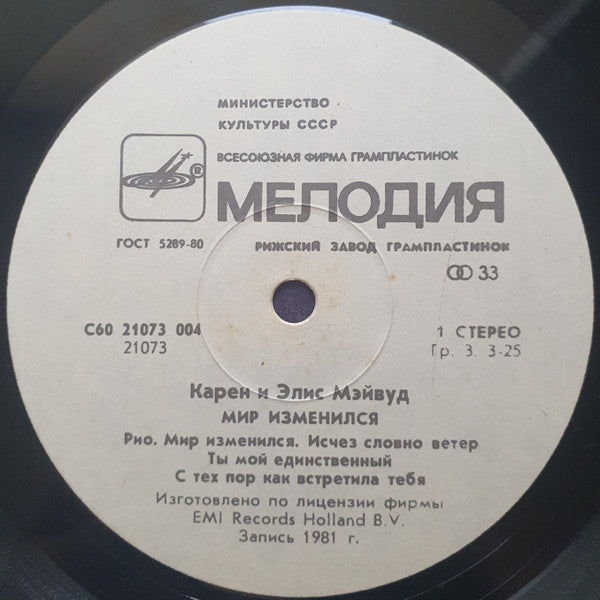 МИНИСТЕРСТВО
КУЛЬТУРЫ СССР
ВСЕСОЮЗНАЯ ФИРМА ГРАМПЛАСТИНОК
®
МЕЛОДИЯ
ГОСТ 5289-80 РИЖСКИЙ ЗАВОД ГРАМПЛАСТИНОК
33
С60 21073 004 1 СТЕРЕО
21073 Гр. 3. 3-25
Карен и Элис Мэйвуд
МИР ИЗМЕНИЛСЯ
Рио. Мир изменился. Исчез словно ветер
Ты мой единственный
С тех пор как встретила тебя
Изготовлено по лицензии фирмы
EMI Records Holland B.V.
Запись 1981 г.